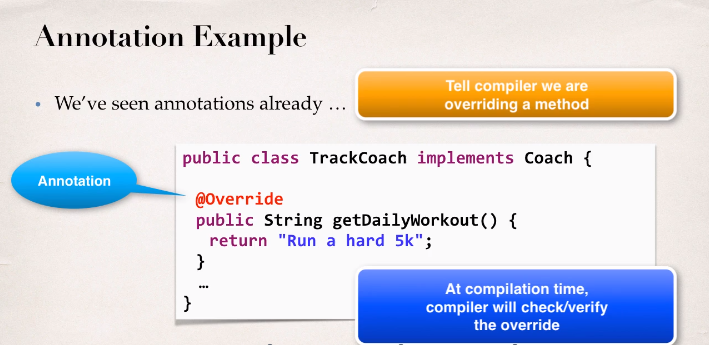 Annotation Example
• We’ve seen annotations already …
Tell compiler we are
overriding a method
Annotation
public class TrackCoach implements Coach {
@Override
public String getDailyWorkout() {
return "Run a hard 5k";
}
…
}
At compilation time,
compiler will check/verify
the override